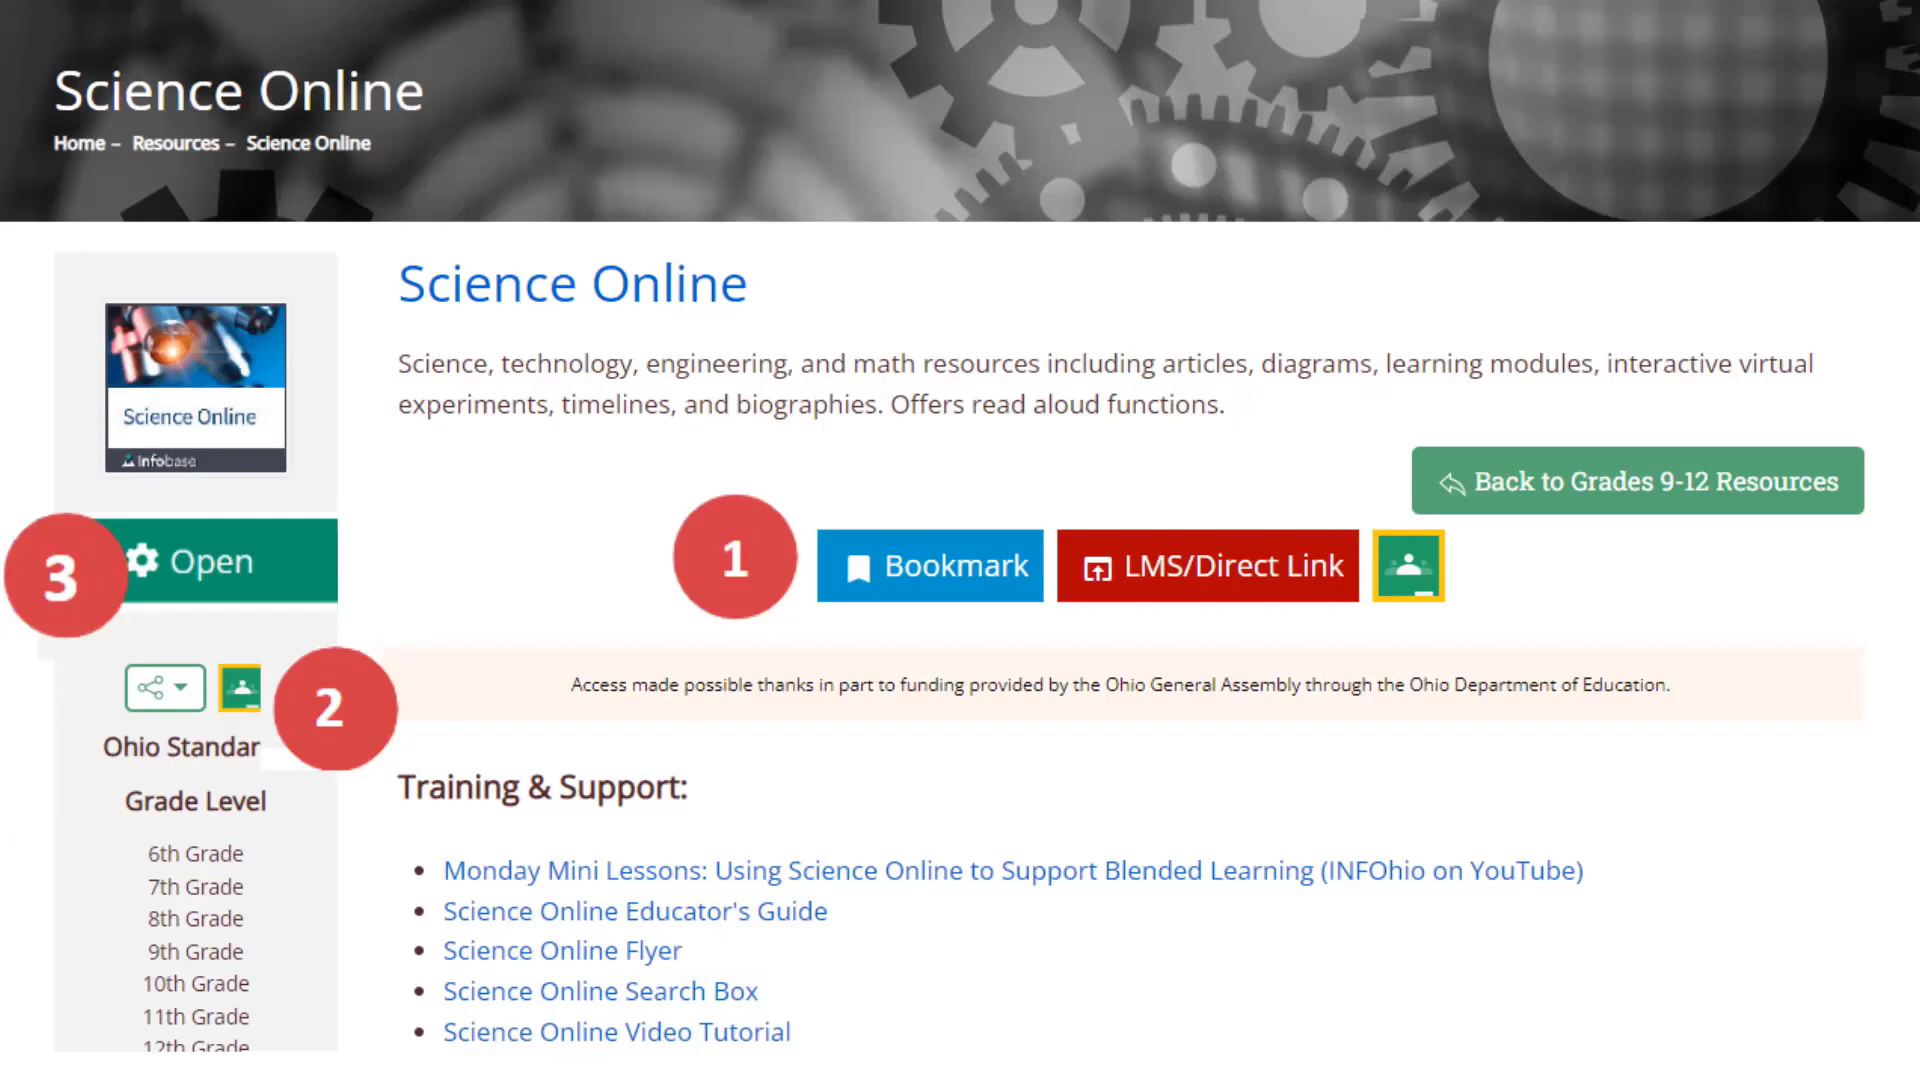 Science Online
Home – Resources – Science Online
Science Online
Infobase
3
Open
2
Ohio Standar
Grade Level
6th Grade
7th Grade
8th Grade
9th Grade
10th Grade
11th Grade
12th Grade
Science Online
Science, technology, engineering, and math resources including articles, diagrams, learning modules, interactive virtual
experiments, timelines, and biographies. Offers read aloud functions.
Back to Grades 9-12 Resources
1
Bookmark
LMS/Direct Link
Access made possible thanks in part to funding provided by the Ohio General Assembly through the Ohio Department of Education.
Training & Support:
• Monday Mini Lessons: Using Science Online to Support Blended Learning (INFOhio on YouTube)
• Science Online Educator's Guide
• Science Online Flyer
• Science Online Search Box
• Science Online Video Tutorial